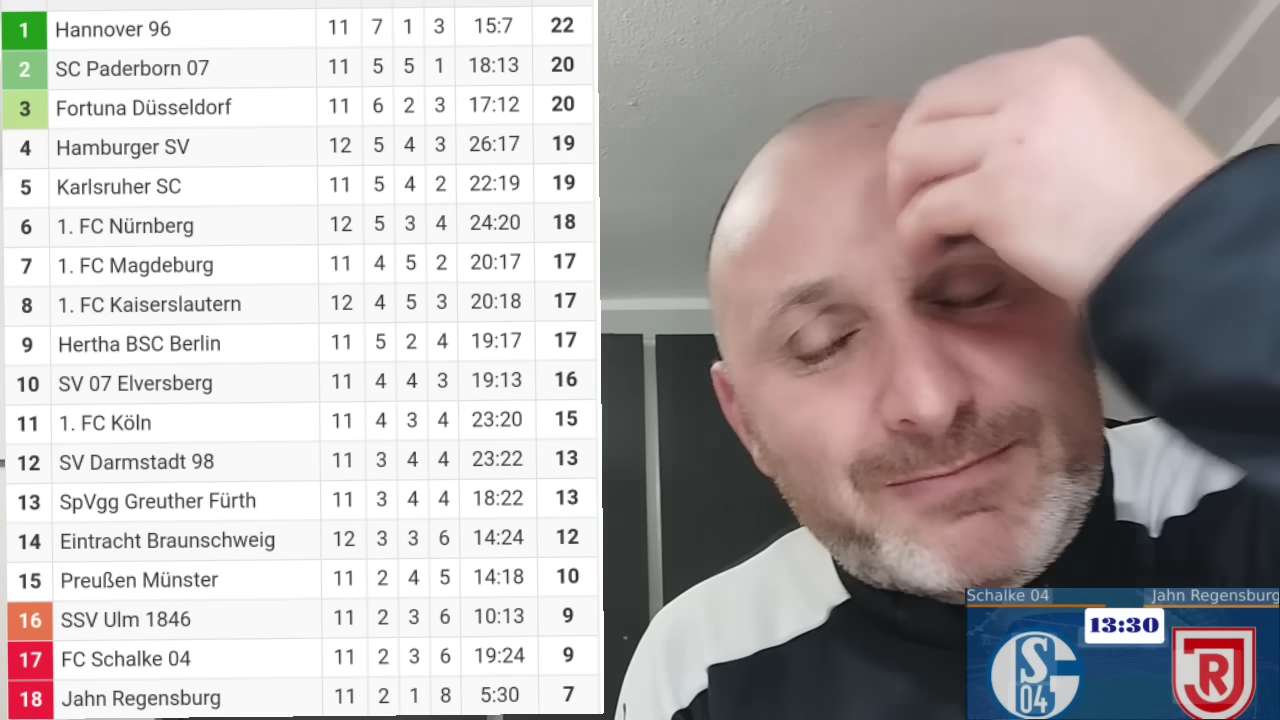 1 Hannover 96 11 7 1 3 15:7 22
2 SC Paderborn 07 11 5 5 1 18:13 20
3 Fortuna Düsseldorf 11 6 2 3 17:12 20
4 Hamburger SV 12 5 4 3 26:17 19
5 Karlsruher SC 11 5 4 2 22:19 19
6 1. FC Nürnberg 12 5 3 4 24:20 18
7 1. FC Magdeburg 11 4 5 2 20:17 17
8 1. FC Kaiserslautern 12 4 5 3 20:18 17
9 Hertha BSC Berlin 11 5 2 4 19:17 17
10 SV 07 Elversberg 11 4 4 3 19:13 16
11 1. FC Köln 11 4 3 4 23:20 15
12 SV Darmstadt 98 11 3 4 4 23:22 13
13 SpVgg Greuther Fürth 11 3 4 4 18:22 13
14 Eintracht Braunschweig 12 3 3 6 14:24 12
15 Preußen Münster 11 2 4 5 14:18 10
16 SSV Ulm 1846 11 2 3 6 10:13 9
17 FC Schalke 04 11 2 3 6 19:24 9
18 Jahn Regensburg 11 2 1 8 5:30 7
Schalke 04 Jahn Regensburg
13:30
S 04
R